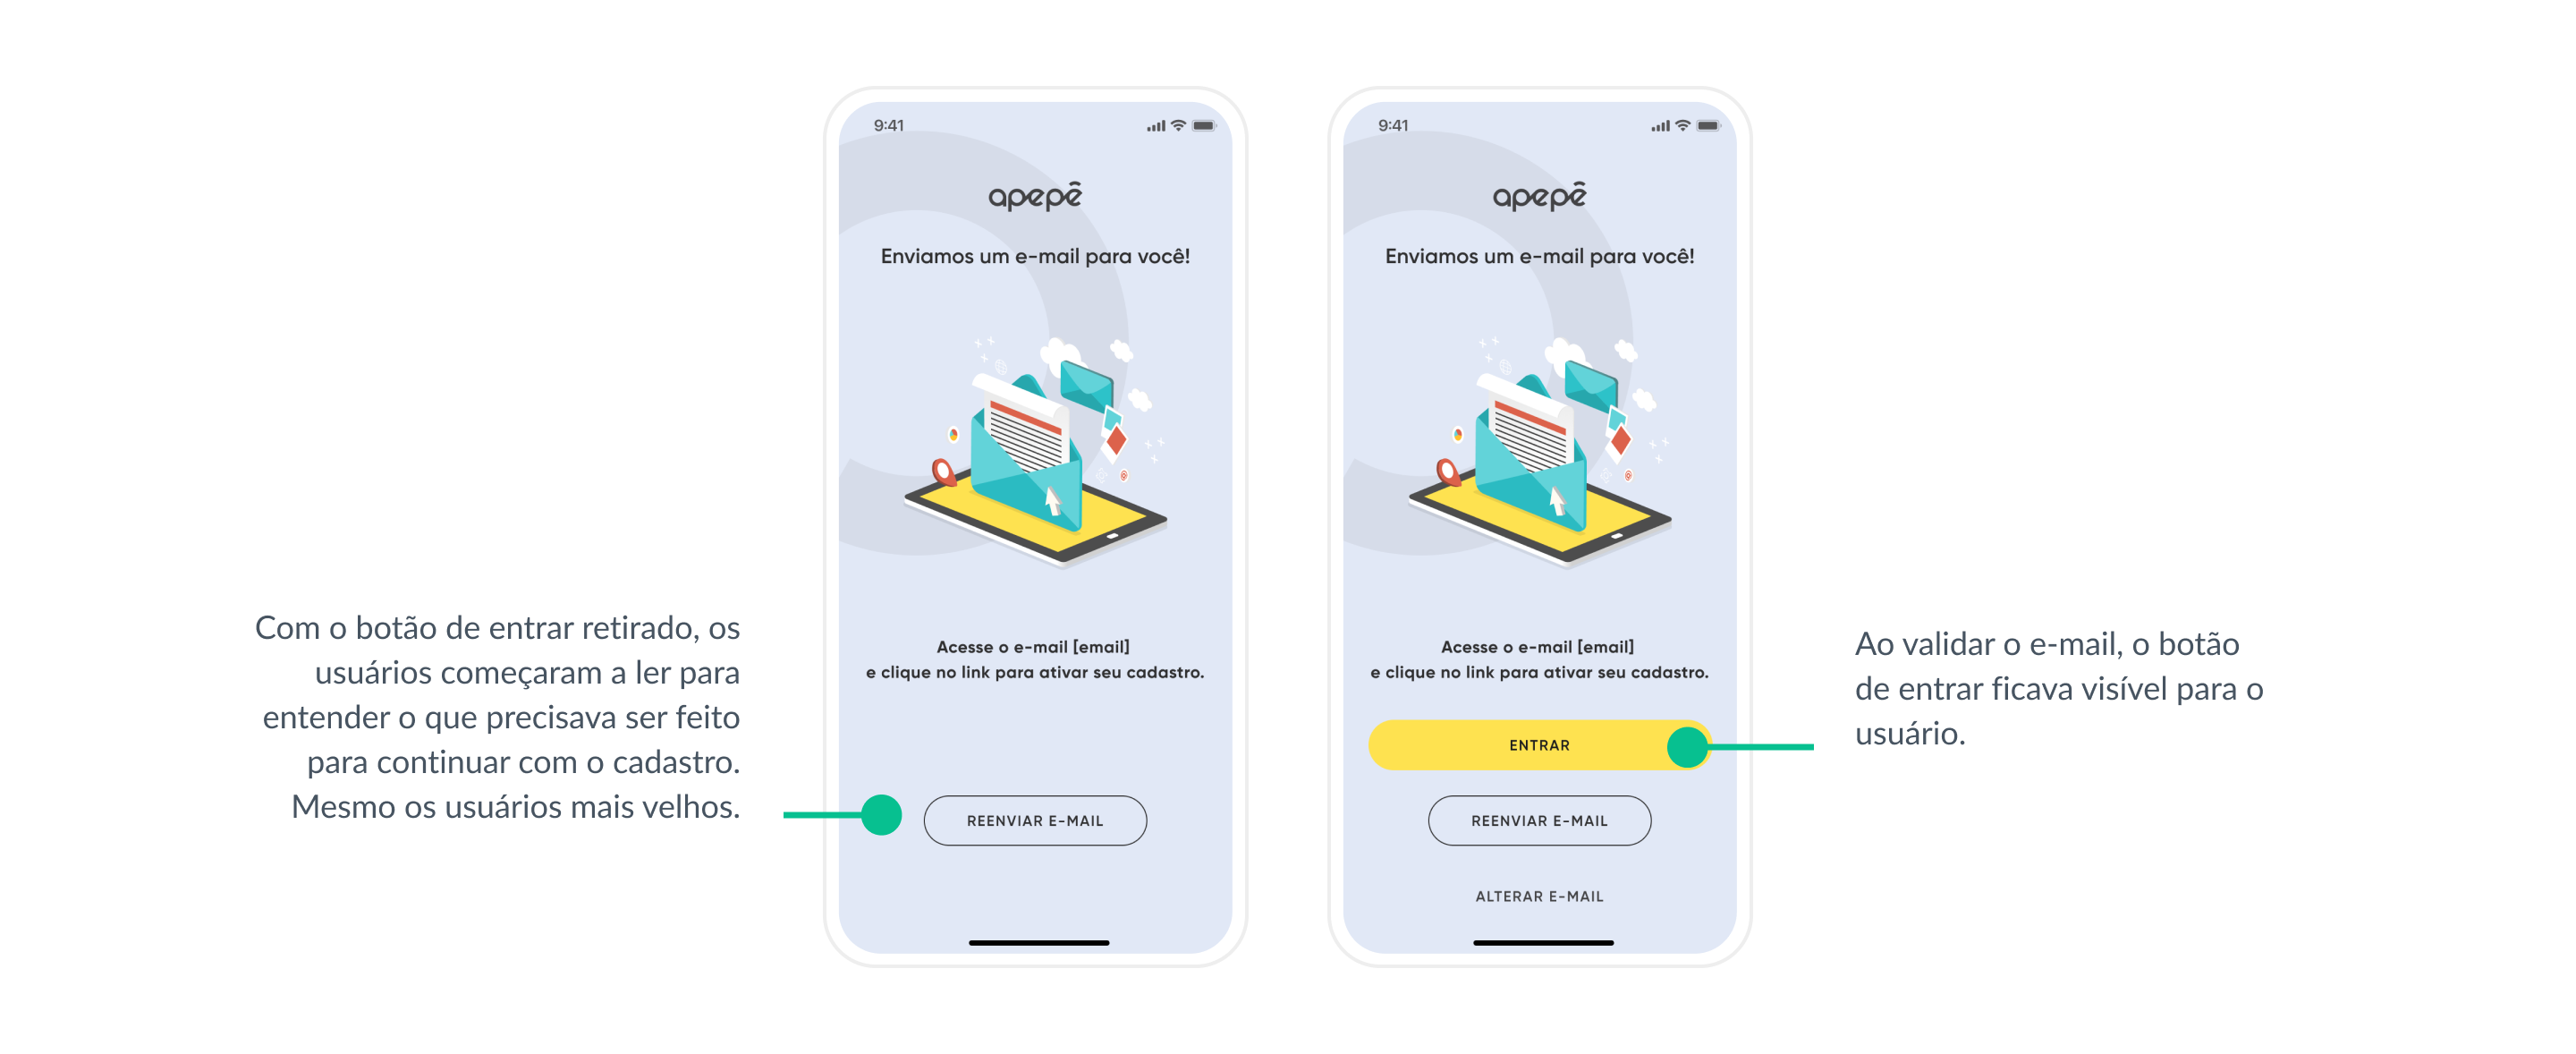 Com o botão de entrar retirado, os
usuários começaram a ler para
entender o que precisava ser feito
para continuar com o cadastro.
Mesmo os usuários mais velhos.
9:41
apepê
Enviamos um e-mail para você!
Acesse o e-mail [email]
e clique no link para ativar seu cadastro.
REENVIAR E-MAIL
9:41
apepê
Enviamos um e-mail para você!
Acesse o e-mail [email]
e clique no link para ativar seu cadastro.
ENTRAR
REENVIAR E-MAIL
ALTERAR E-MAIL
Ao validar o e-mail, o botão
de entrar ficava visível para o
usuário.